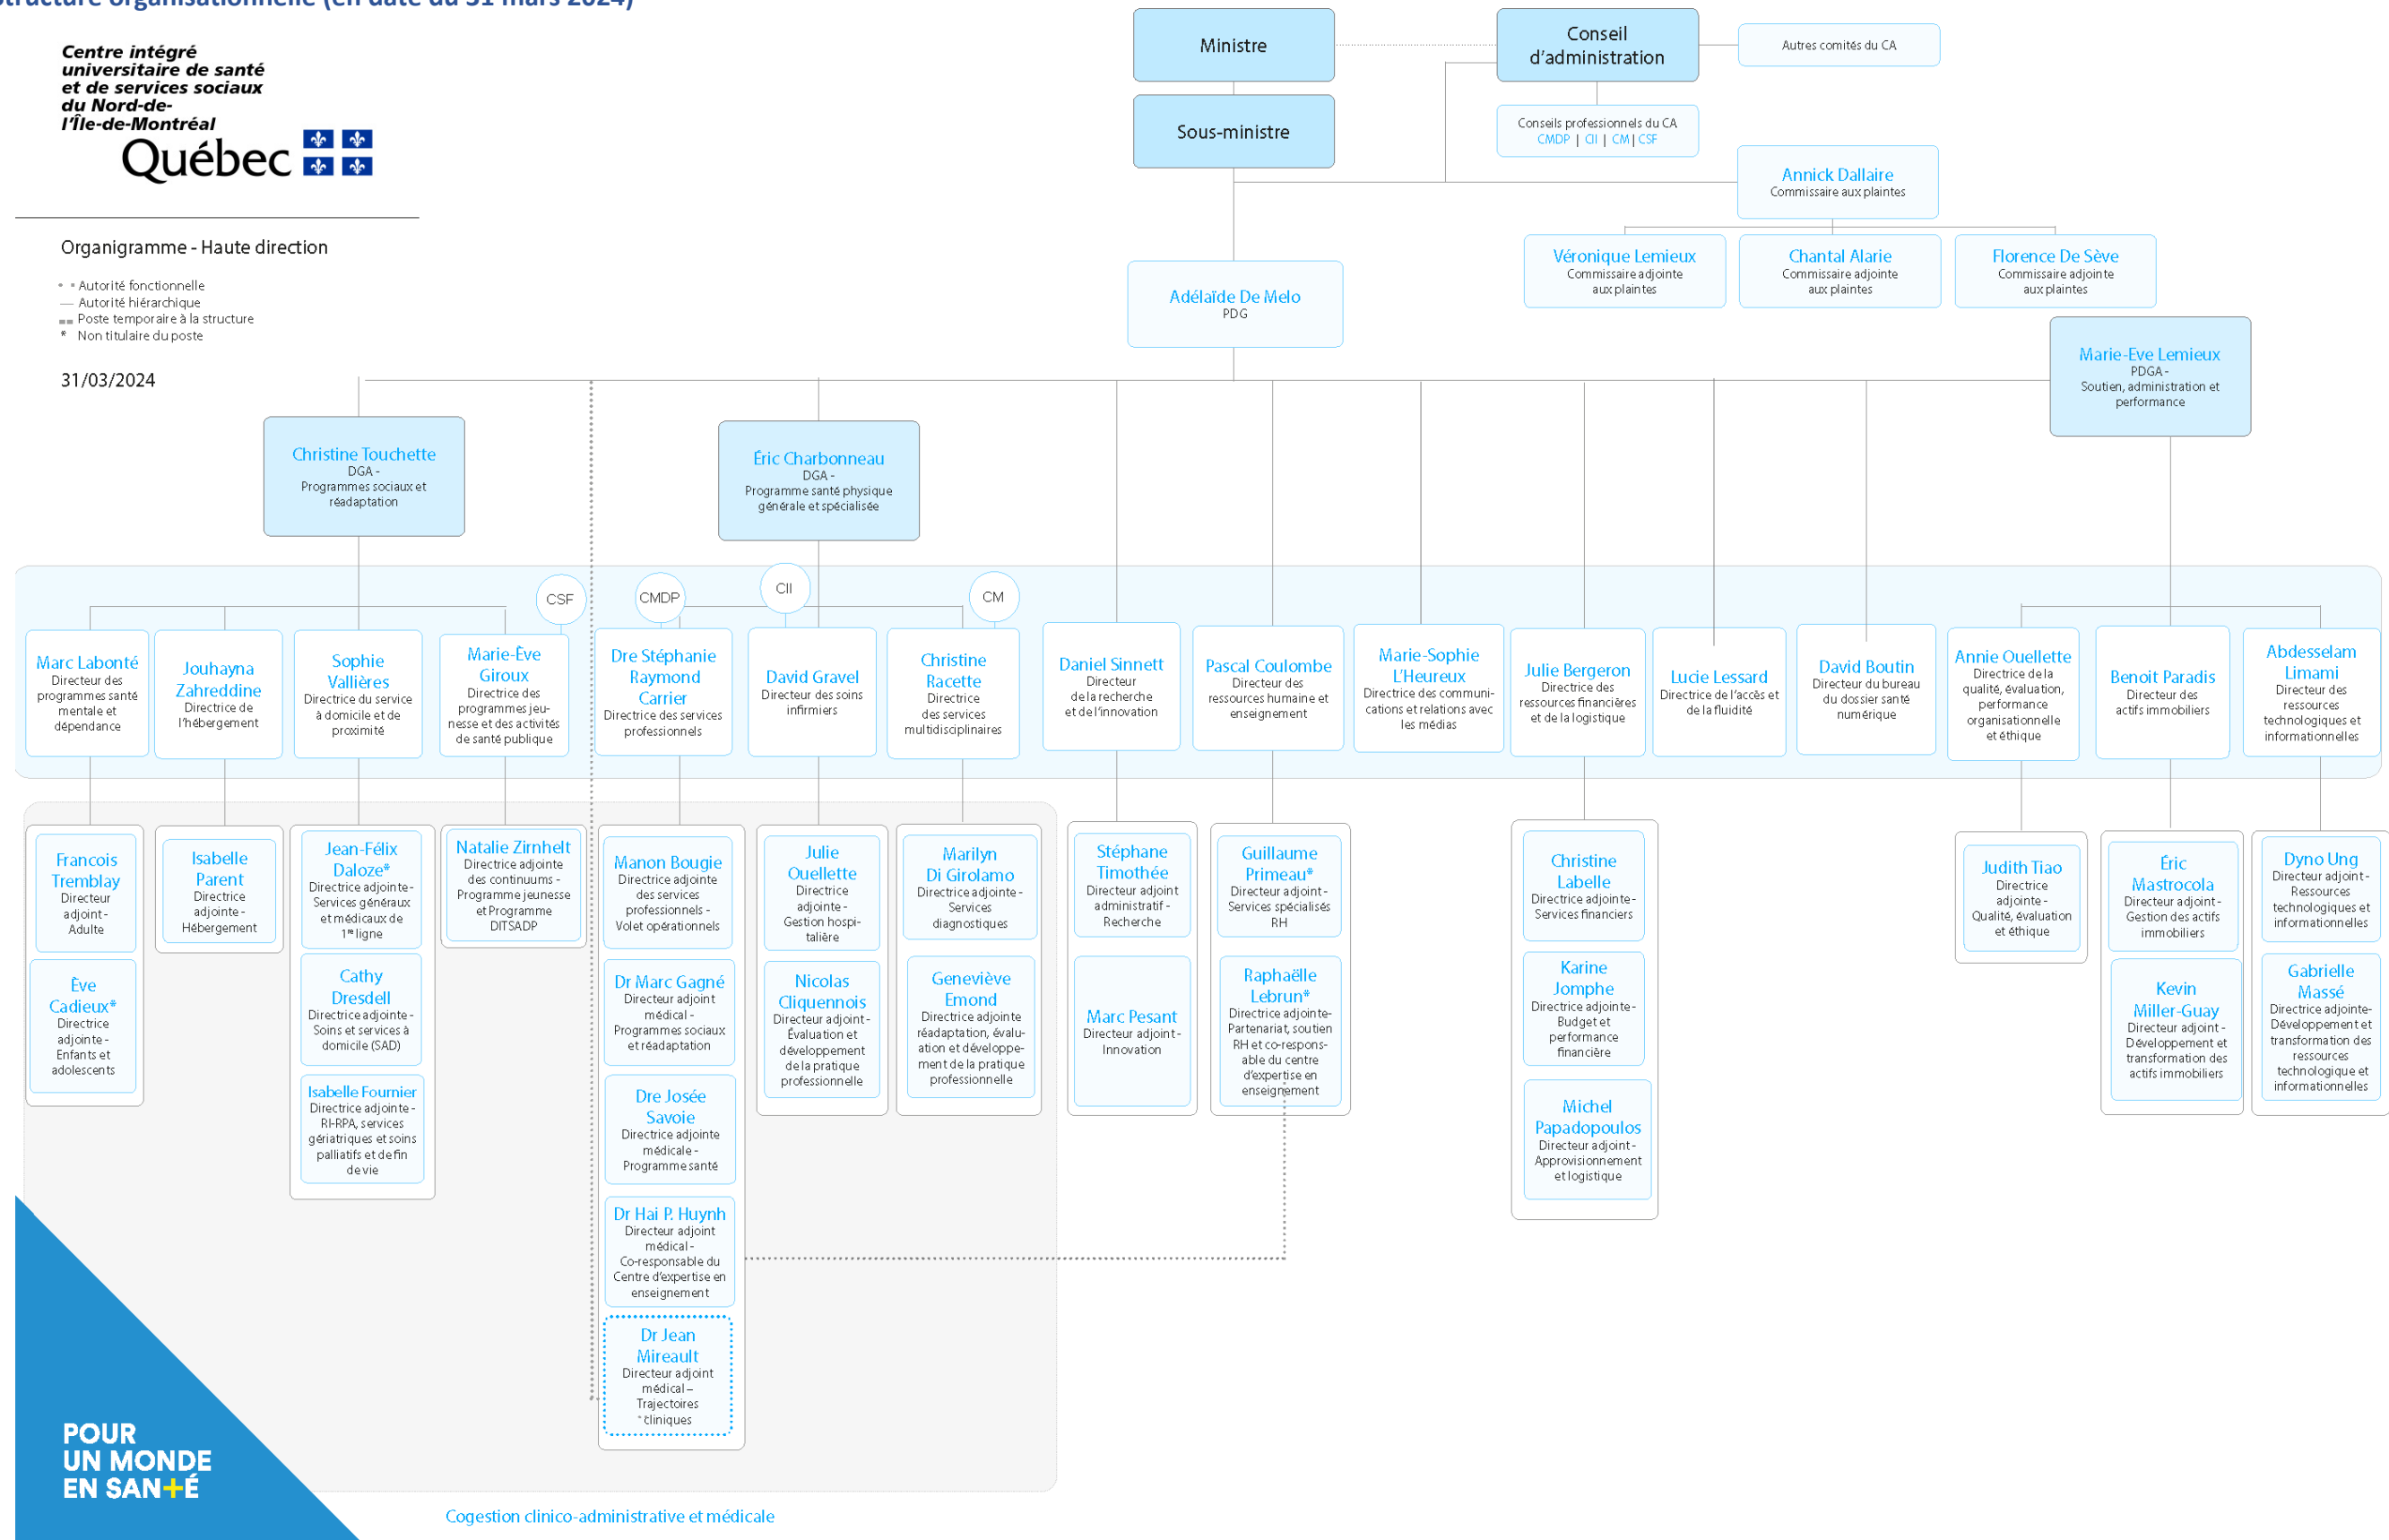 structure organisationnelle (en date du 31 mars 2024)
Centre intégré
universitaire de santé
et de services sociaux
du Nord-de-
l'Île-de-Montréal
Québec
Organigramme - Haute direction
Autorité fonctionnelle
Autorité hiérarchique
Poste temporaire à la structure
* Non titulaire du poste
31/03/2024
Ministre
Conseil
d'administration
Autres comités du CA
Sous-ministre
Conseils professionnels du CA
CMDP | CII | CM | CSF
Annick Dallaire
Commissaire aux plaintes
Véronique Lemieux
Commissaire adjointe
aux plaintes
Chantal Alarie
Commissaire adjointe
aux plaintes
Florence De Sève
Commissaire adjointe
aux plaintes
Adélaïde De Melo
PDG
Marie-Eve Lemieux
PDGA -
Soutien, administration et
performance
Christine Touchette
DGA -
Programmes sociaux et
réadaptation
Éric Charbonneau
DGA -
Programme santé physique
générale et spécialisée
CSF
CMDP
CII
CM
Marc Labonté
Directeur des
programmes santé
mentale et
dépendance
Jouhayna
Zahreddine
Directrice de
l'hébergement
Sophie
Vallières
Directrice du service
à domicile et de
proximité
Marie-Ève
Giroux
Directrice des
programmes jeu-
nesse et des activités
de santé publique
Dre Stéphanie
Raymond
Carrier
Directrice des services
professionnels
David Gravel
Directeur des soins
infirmiers
Christine
Racette
Directrice
des services
multidisciplinaires
Daniel Sinnett
Directeur
de la recherche
et de l'innovation
Pascal Coulombe
Directeur des
ressources humaine et
enseignement
Marie-Sophie
L'Heureux
Directrice des communi-
cations et relations avec
les médias
Julie Bergeron
Directrice des
ressources financières
et de la logistique
Lucie Lessard
Directrice de l'accès et
de la fluidité
David Boutin
Directeur du bureau
du dossier santé
numérique
Annie Ouellette
Directrice de la
qualité, évaluation,
performance
organisationnelle
et éthique
Benoit Paradis
Directeur des
actifs immobiliers
Abdesselam
Limami
Directeur des
ressources
technologiques et
informationnelles
Francois
Tremblay
Directeur
adjoint -
Adulte
Ève
Cadieux*
Directrice
adjointe -
Enfants et
adolescents
Isabelle
Parent
Directrice
adjointe -
Hébergement
Jean-Félix
Daloze*
Directrice adjointe -
Services généraux
et médicaux de
1re ligne
Cathy
Dresdell
Directrice adjointe -
Soins et services à
domicile (SAD)
Isabelle Fournier
Directrice adjointe -
RI-RPA, services
gériatriques et soins
palliatifs et de fin
de vie
Natalie Zirnhelt
Directrice adjointe
des continuums -
Programme jeunesse
et Programme
DITSADP
Manon Bougie
Directrice adjointe
des services
professionnels -
Volet opérationnels
Dr Marc Gagné
Directeur adjoint
médical -
Programmes sociaux
et réadaptation
Dre Josée
Savoie
Directrice adjointe
médicale -
Programme santé
Dr Hai P. Huynh
Directeur adjoint
médical -
Co-responsable du
Centre d'expertise en
enseignement
Dr Jean
Mireault
Directeur adjoint
médical –
Trajectoires
cliniques
Julie
Ouellette
Directrice
adjointe -
Gestion hospi-
talière
Nicolas
Cliquennois
Directeur adjoint -
Évaluation et
développement
de la pratique
professionnelle
Marilyn
Di Girolamo
Directrice adjointe -
Services
diagnostiques
Geneviève
Emond
Directrice adjointe
réadaptation, évalu-
ation et développe-
ment de la pratique
professionnelle
Stéphane
Timothée
Directeur adjoint
administratif -
Recherche
Marc Pesant
Directeur adjoint -
Innovation
Guillaume
Primeau*
Directeur adjoint -
Services spécialisés
RH
Raphaëlle
Lebrun*
Directrice adjointe-
Partenariat, soutien
RH et co-respons-
able du centre
d'expertise en
enseignement
Christine
Labelle
Directrice adjointe -
Services financiers
Karine
Jomphe
Directrice adjointe -
Budget et
performance
financière
Michel
Papadopoulos
Directeur adjoint -
Approvisionnement
et logistique
Judith Tiao
Directrice
adjointe -
Qualité, évaluation
et éthique
Éric
Mastrocola
Directeur adjoint -
Gestion des actifs
immobiliers
Kevin
Miller-Guay
Directeur adjoint -
Développement et
transformation des
actifs immobiliers
Dyno Ung
Directeur adjoint -
Ressources
technologiques et
informationnelles
Gabrielle
Massé
Directrice adjointe-
Développement et
transformation des
ressources
technologique et
informationnelles
POUR
UN MONDE
EN SANTÉ
Cogestion clinico-administrative et médicale